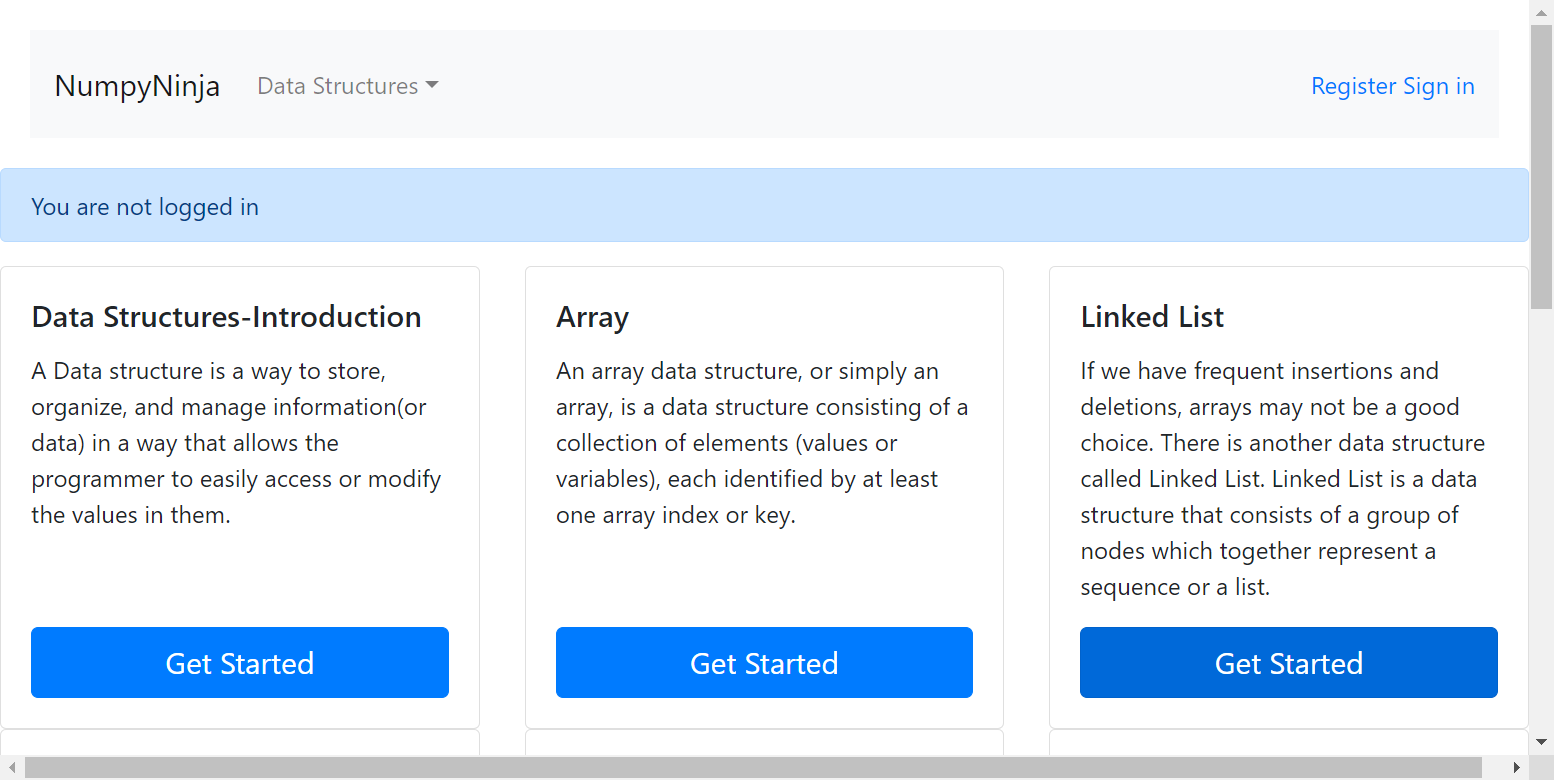 NumpyNinja Data Structures Register Sign in
You are not logged in
Data Structures-Introduction
A Data structure is a way to store,
organize, and manage information(or
data) in a way that allows the
programmer to easily access or modify
the values in them.
Get Started
Array
An array data structure, or simply an
array, is a data structure consisting of a
collection of elements (values or
variables), each identified by at least
one array index or key.
Get Started
Linked List
If we have frequent insertions and
deletions, arrays may not be a good
choice. There is another data structure
called Linked List. Linked List is a data
structure that consists of a group of
nodes which together represent a
sequence or a list.
Get Started